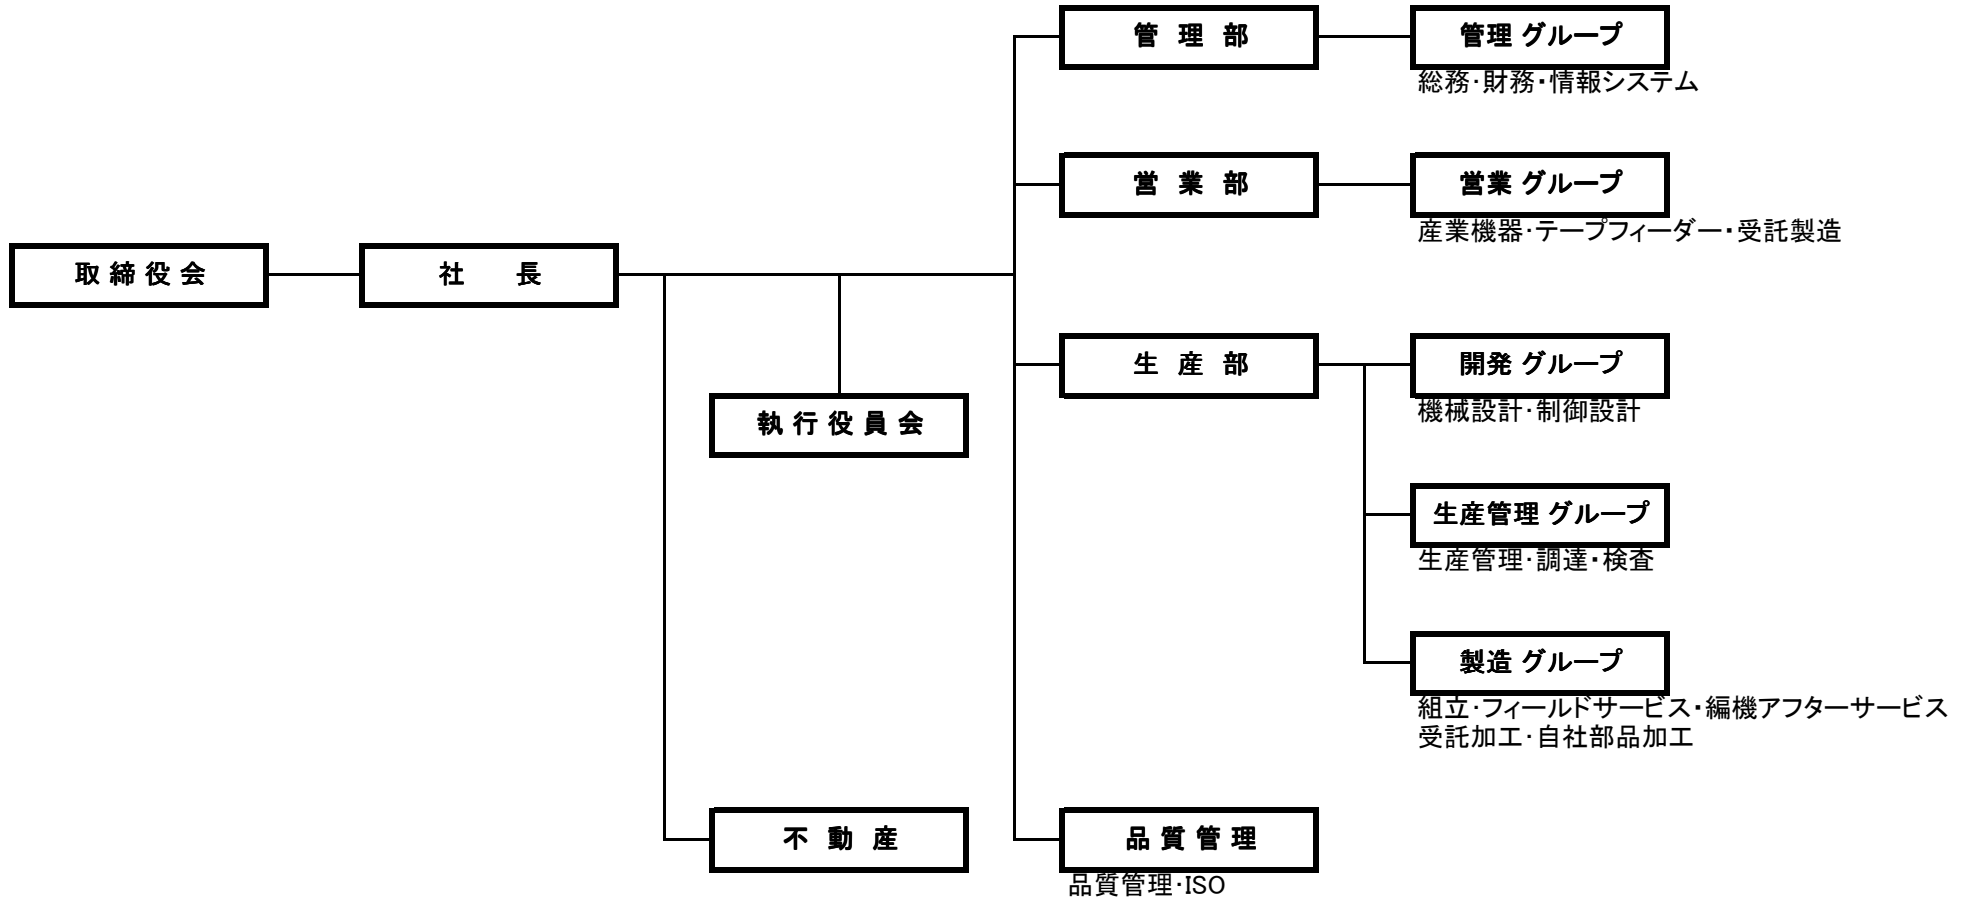 管 理 部
管理 グループ
総務･財務・情報システム
営 業 部
営業 グループ
産業機器･テープフィーダー・受託製造
取 締 役 会
社 長
生 産 部
開発 グループ
機械設計･制御設計
執 行 役 員 会
生産管理 グループ
生産管理･調達・検査
製造 グループ
組立･フィールドサービス・編機アフターサービス
受託加工･自社部品加工
不 動 産
品 質 管 理
品質管理･ISO